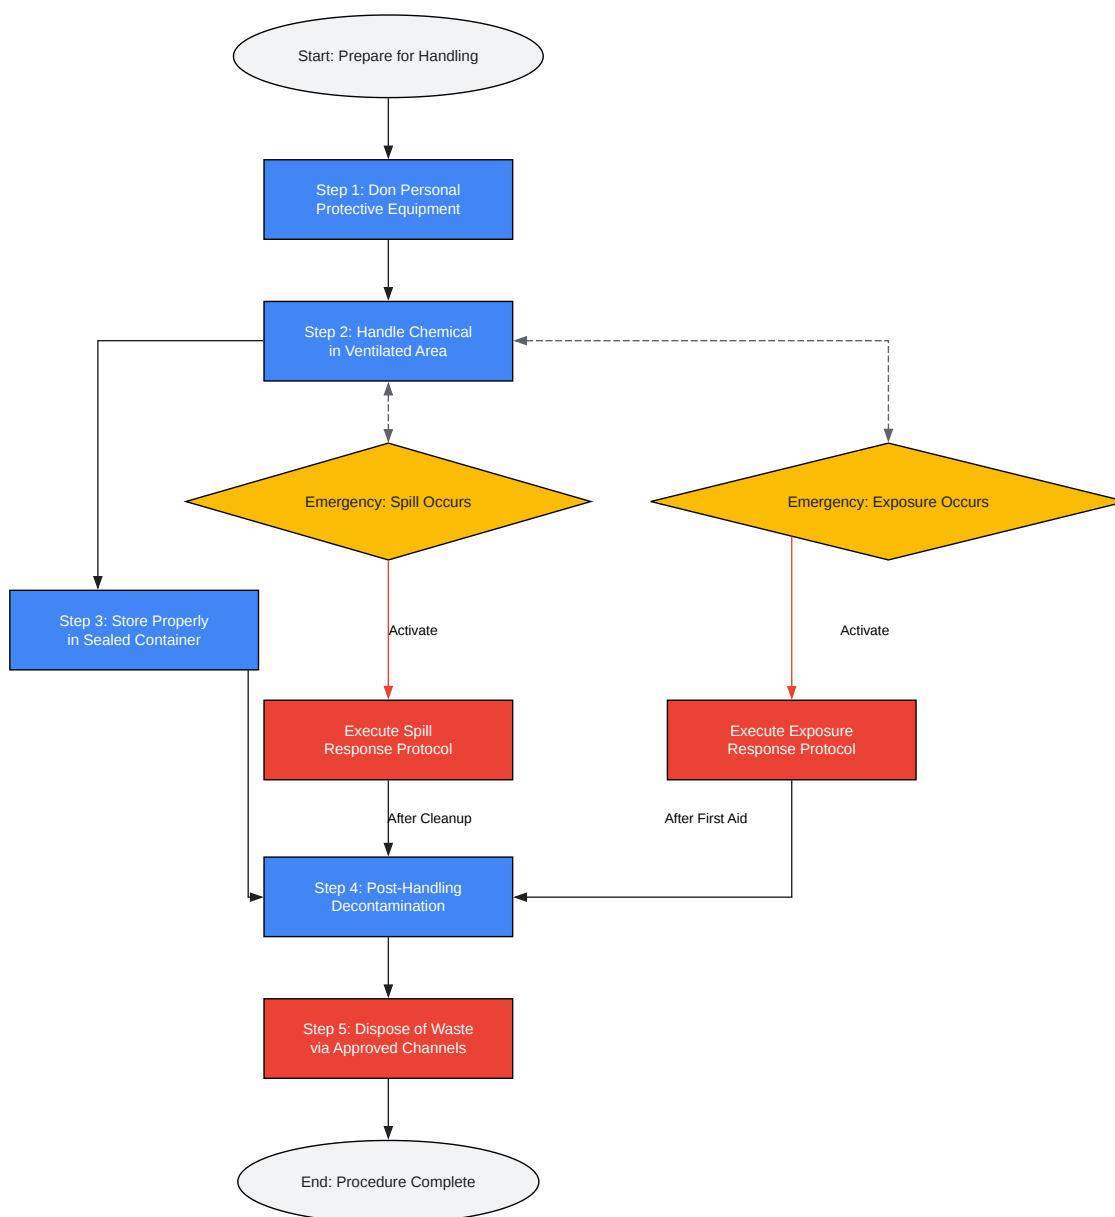 Start: Prepare for Handling
Step 1: Don Personal
Protective Equipment
Step 2: Handle Chemical
in Ventilated Area
Emergency: Spill Occurs
Emergency: Exposure Occurs
Step 3: Store Properly
in Sealed Container
Activate
Activate
Execute Spill
Response Protocol
Execute Exposure
Response Protocol
After Cleanup
After First Aid
Step 4: Post-Handling
Decontamination
Step 5: Dispose of Waste
via Approved Channels
End: Procedure Complete